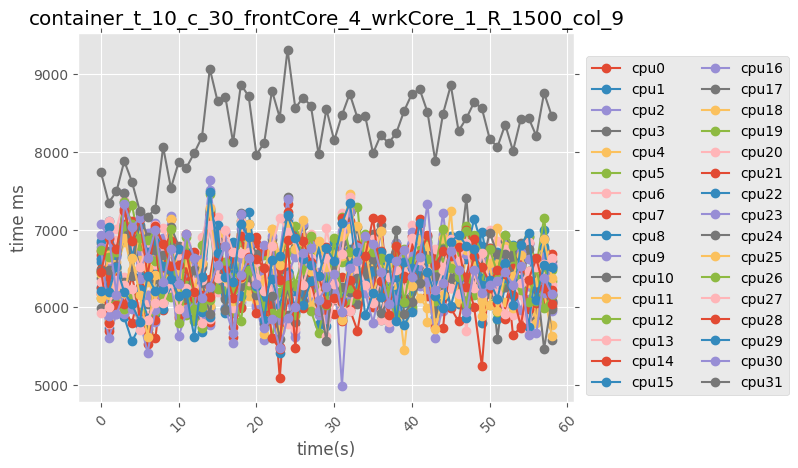 container_t_10_c_30_frontCore_4_wrkCore_1_R_1500_col_9
time ms
9000
8000
7000
6000
5000
0
10
20
30
40
50
60
time(s)
cpu0
cpu1
cpu2
cpu3
cpu4
cpu5
cpu6
cpu7
cpu8
cpu9
cpu10
cpu11
cpu12
cpu13
cpu14
cpu15
cpu16
cpu17
cpu18
cpu19
cpu20
cpu21
cpu22
cpu23
cpu24
cpu25
cpu26
cpu27
cpu28
cpu29
cpu30
cpu31